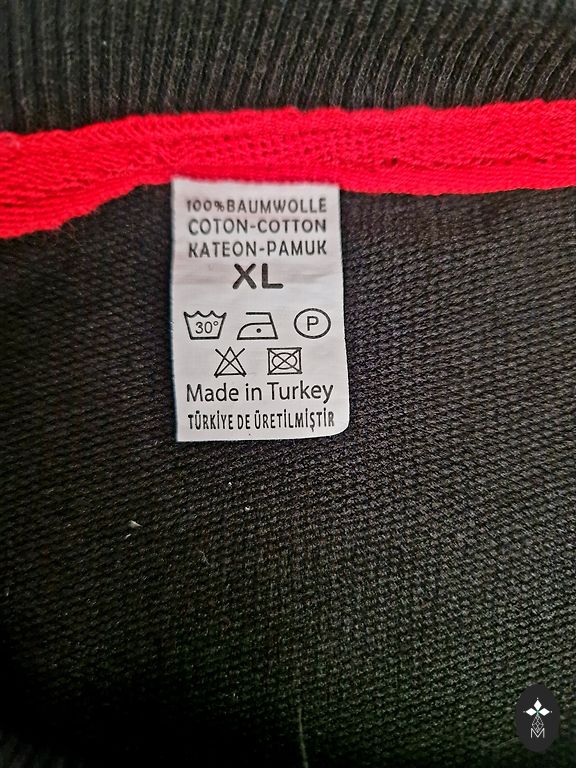 100%BAUMWOLLE
COTON-COTTON
KATEON-PAMUK
XL
30° P
Made in Turkey
TÜRKİYE DE ÜRETİLMİŞTİR
M